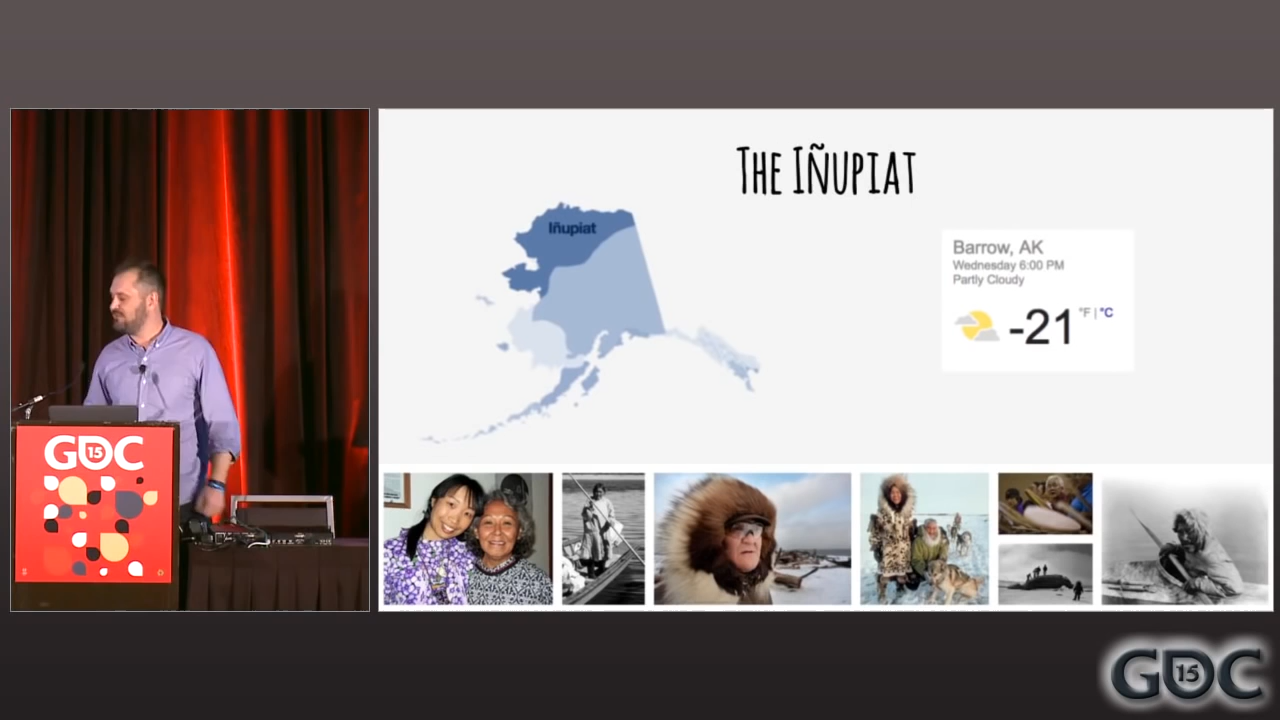 THE IÑUPIAT
Iñupiat
Barrow, AK
Wednesday 6:00 PM
Partly Cloudy
-21 °F | °C
GDC 15
GDC 15